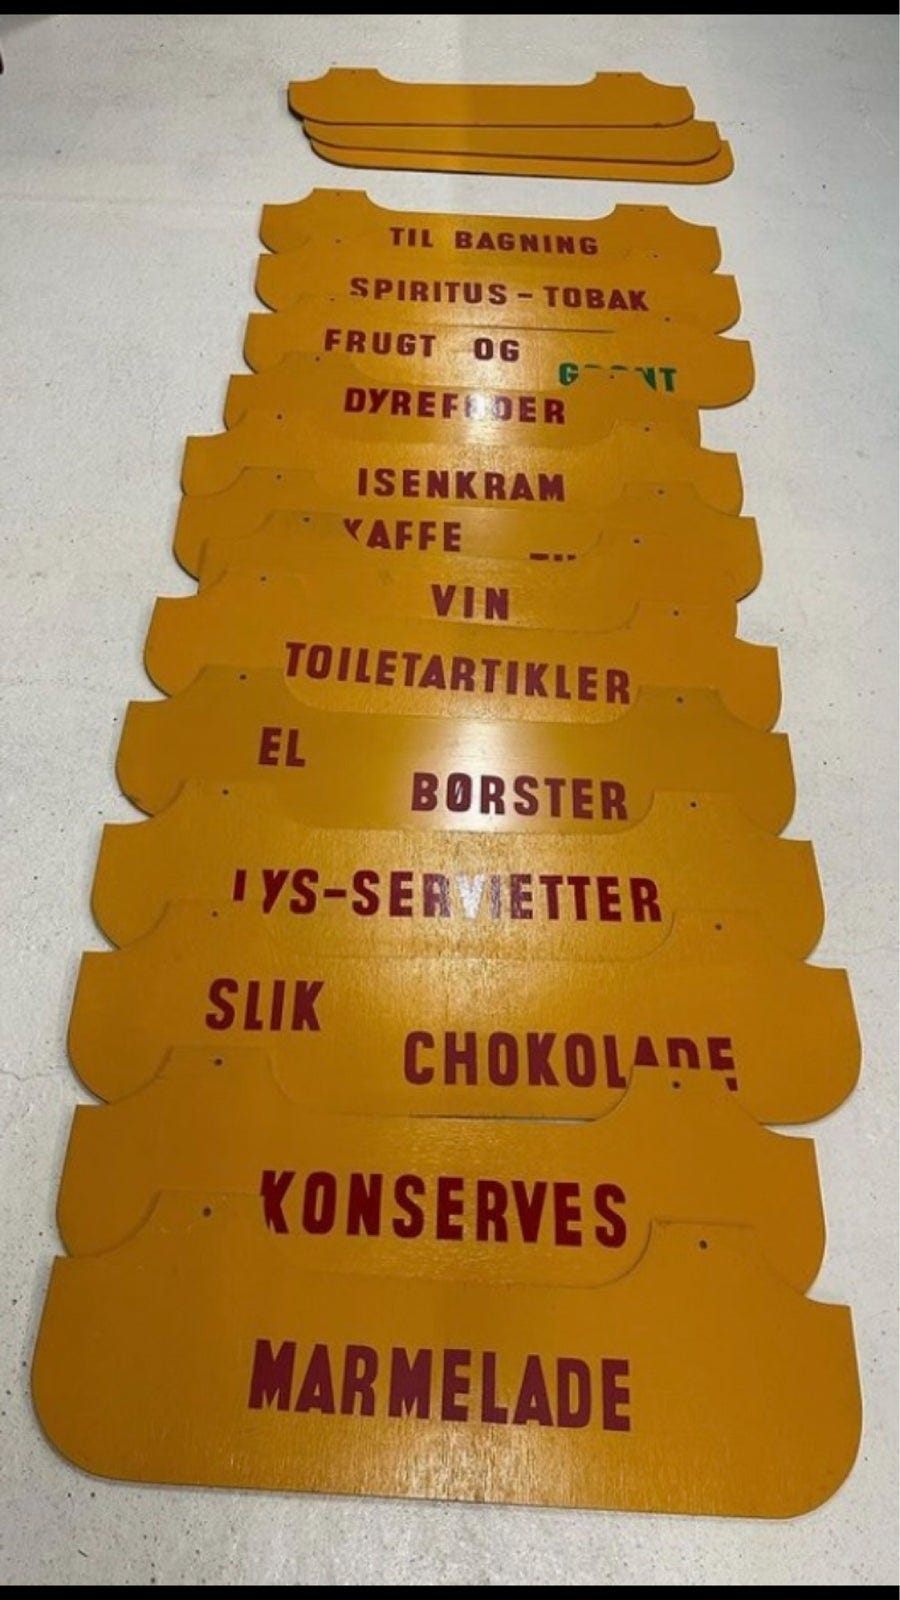 TIL BAGNING
SPIRITUS - TOBAK
FRUGT OG
GRØNT
DYREFODER
ISENKRAM
KAFFE
VIN
TOILETARTIKLER
EL
BØRSTER
LYS-SERVIETTER
SLIK
CHOKOLADE
KONSERVES
MARMELADE